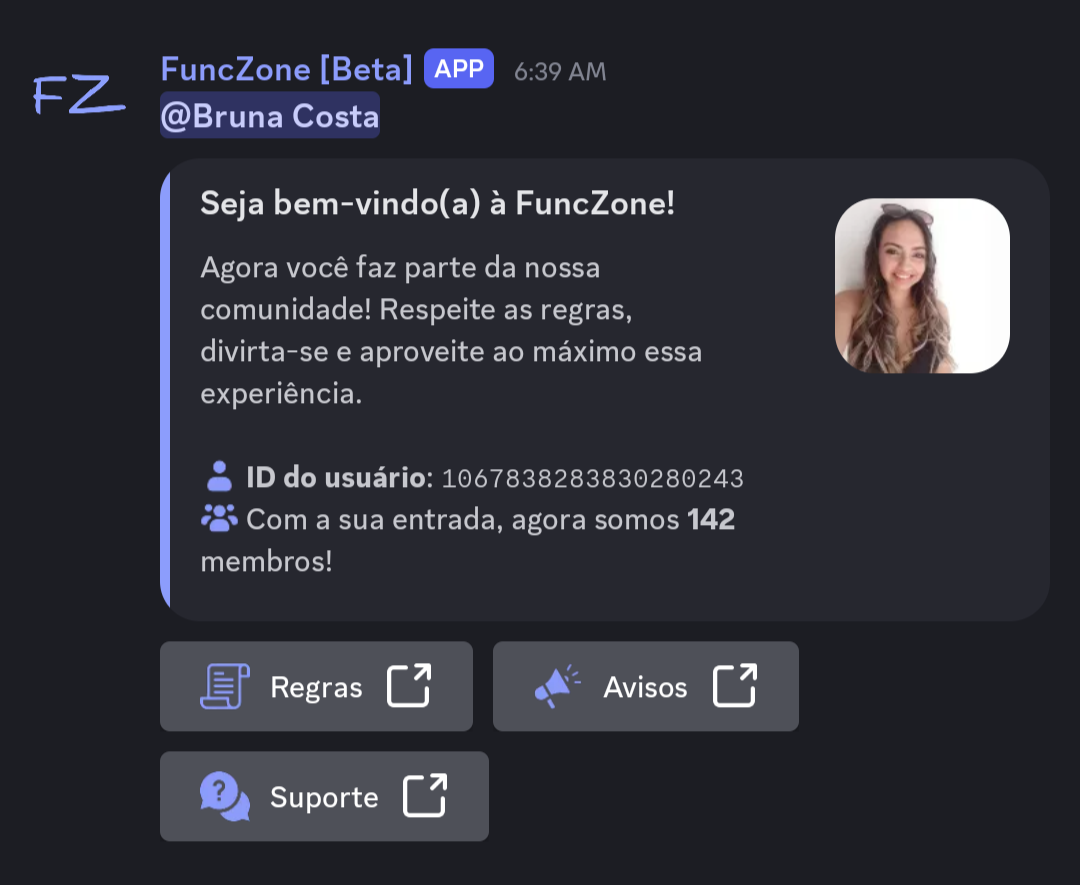 FZ
FuncZone [Beta] APP 6:39 AM
@Bruna Costa
Seja bem-vindo(a) à FuncZone!
Agora você faz parte da nossa
comunidade! Respeite as regras,
divirta-se e aproveite ao máximo essa
experiência.
ID do usuário: 1067838283830280243
Com a sua entrada, agora somos 142
membros!
Regras
Avisos
Suporte